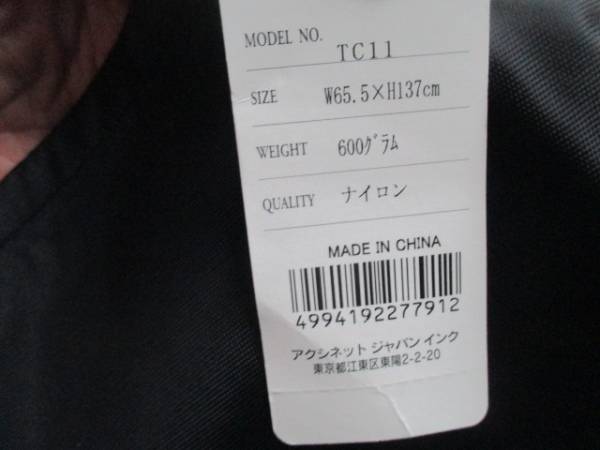 MODEL NO. TC11
SIZE W65.5×H137cm
WEIGHT 600グラム
QUALITY ナイロン
MADE IN CHINA
4994192277912
アクシネット ジャパン インク
東京都江東区東陽2-2-20